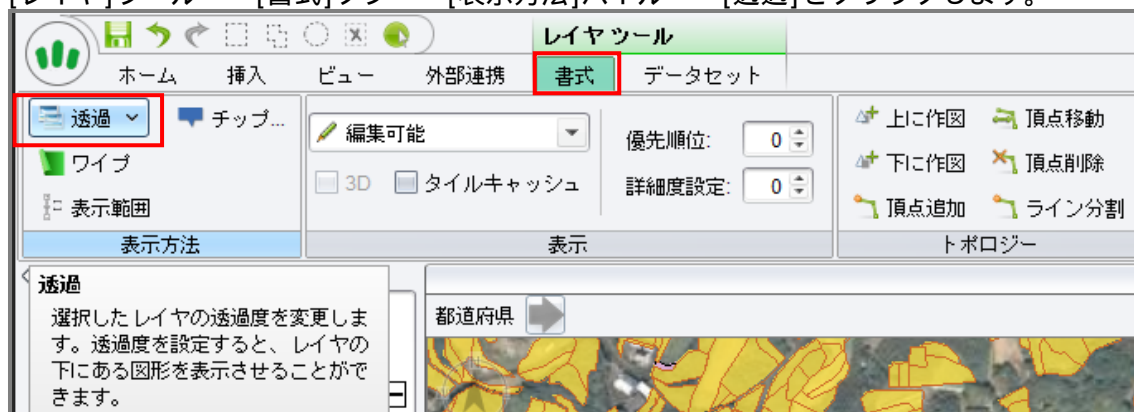 レイヤツール
ホーム 挿入 ビュー 外部連携 書式 データセット
透過 チップ...
ワイプ
表示範囲
表示方法
編集可能
3D タイルキャッシュ
優先順位: 0
詳細度設定: 0
表示
上に作図 頂点移動
下に作図 頂点削除
頂点追加 ライン分割
トポロジー
透過
選択したレイヤの透過度を変更しま
す。透過度を設定すると、レイヤの
下にある図形を表示させることがで
きます。
都道府県